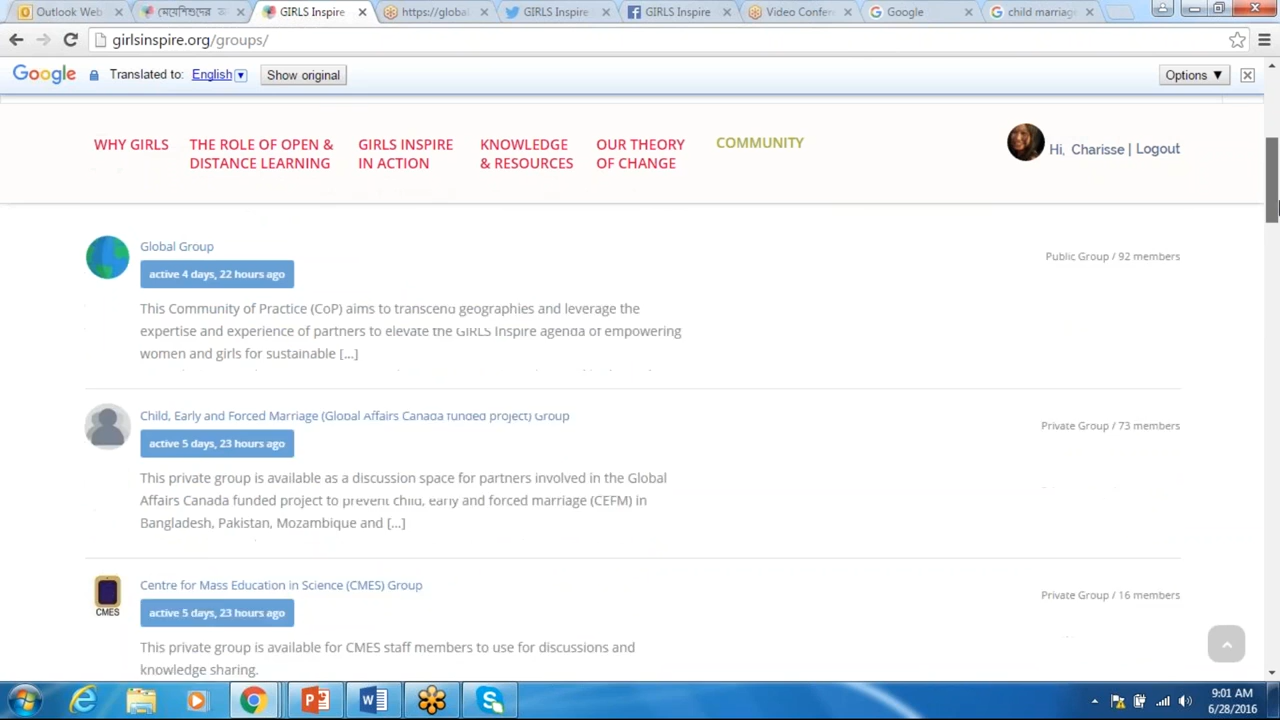 Outlook Web
মেয়েশিশুদের
GIRLS Inspire
https://global
GIRLS Inspire
GIRLS Inspire
Video Confer
Google
child marriag
girlsinspire.org/groups/
Google Translated to: English Show original Options ▼
WHY GIRLS
THE ROLE OF OPEN &
DISTANCE LEARNING
GIRLS INSPIRE
IN ACTION
KNOWLEDGE
& RESOURCES
OUR THEORY
OF CHANGE
COMMUNITY
Hi, Charisse | Logout
Global Group
Public Group / 92 members
active 4 days, 22 hours ago
This Community of Practice (CoP) aims to transcend geographies and leverage the
expertise and experience of partners to elevate the GIRLS Inspire agenda of empowering
women and girls for sustainable [...]
Child, Early and Forced Marriage (Global Affairs Canada funded project) Group
Private Group / 73 members
active 5 days, 23 hours ago
This private group is available as a discussion space for partners involved in the Global
Affairs Canada funded project to prevent child, early and forced marriage (CEFM) in
Bangladesh, Pakistan, Mozambique and [...]
Centre for Mass Education in Science (CMES) Group
Private Group / 16 members
CMES
active 5 days, 23 hours ago
This private group is available for CMES staff members to use for discussions and
knowledge sharing.
9:01 AM
6/28/2016